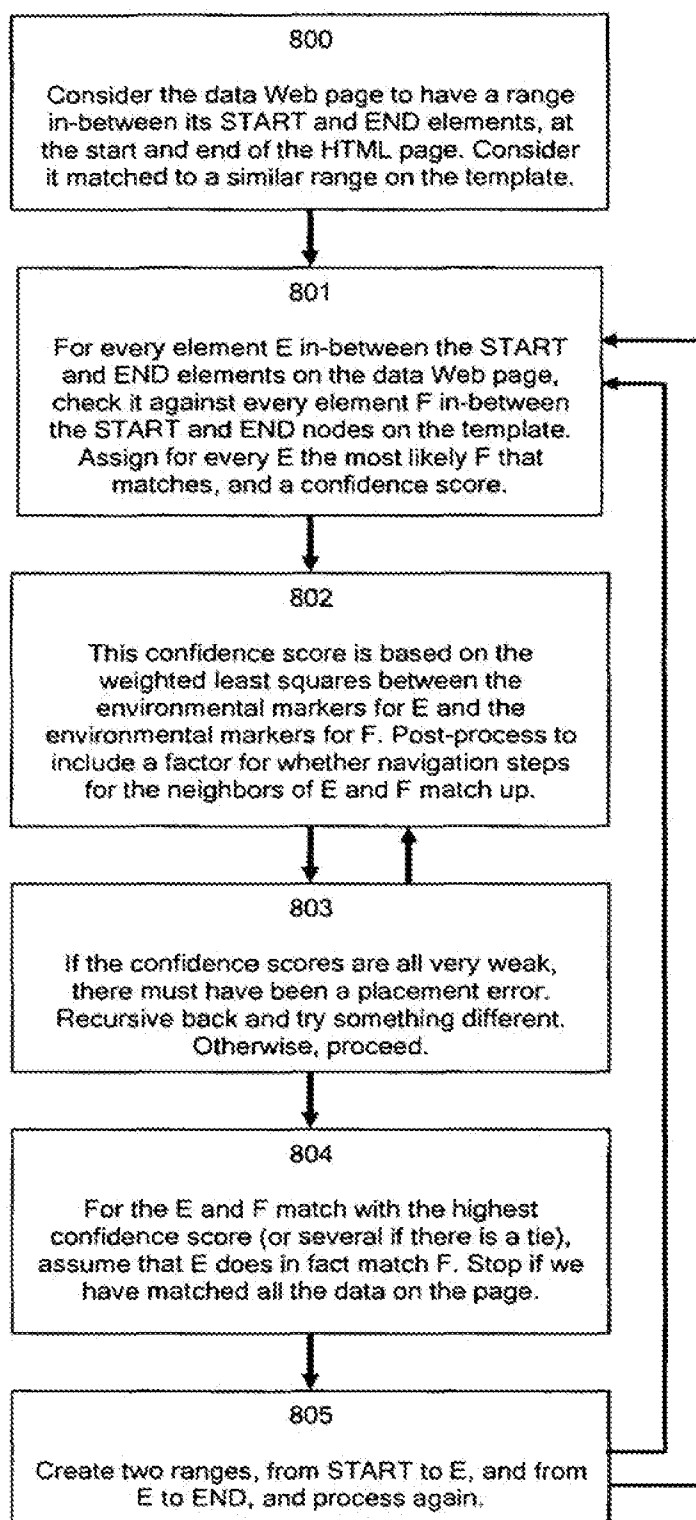 800
Consider the data Web page to have a range
in-between its START and END elements, at
the start and end of the HTML page. Consider
it matched to a similar range on the template.
801
For every element E in-between the START
and END elements on the data Web page,
check it against every element F in-between
the START and END nodes on the template.
Assign for every E the most likely F that
matches, and a confidence score.
802
This confidence score is based on the
weighted least squares between the
environmental markers for E and the
environmental markers for F. Post-process to
include a factor for whether navigation steps
for the neighbors of E and F match up.
803
If the confidence scores are all very weak,
there must have been a placement error.
Recursive back and try something different.
Otherwise, proceed.
804
For the E and F match with the highest
confidence score (or several if there is a tie),
assume that E does in fact match F. Stop if we
have matched all the data on the page.
805
Create two ranges, from START to E, and from
E to END, and process again.